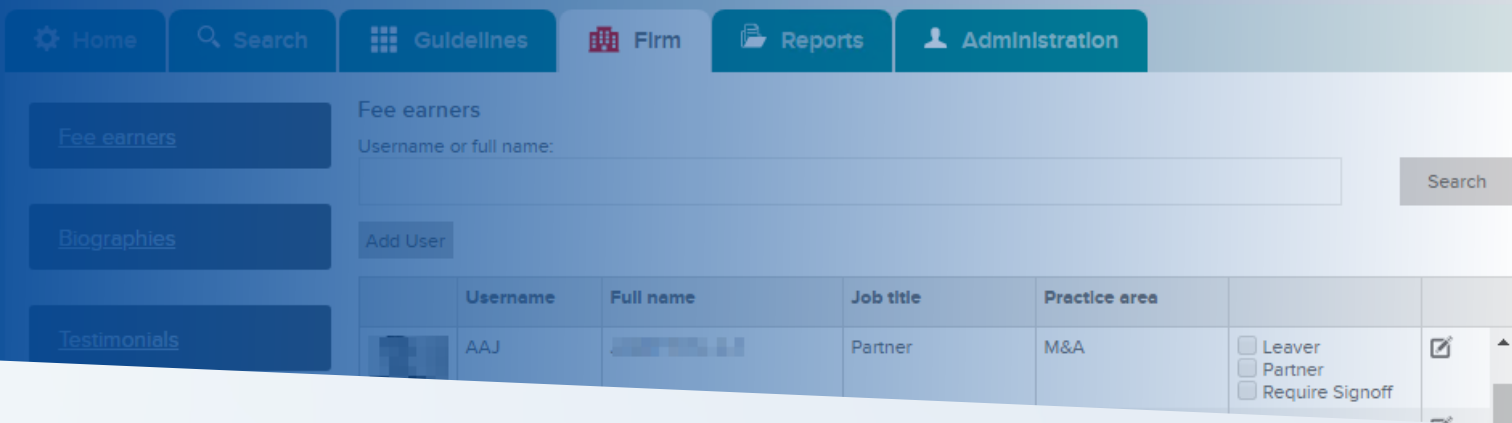 Home Search Guidelines Firm Reports Administration
Fee earners
Biographies
Testimonials
Fee earners
Username or full name:
Search
Add User
Username Full name Job title Practice area
AAJ Partner M&A
Leaver
Partner
Require Signoff